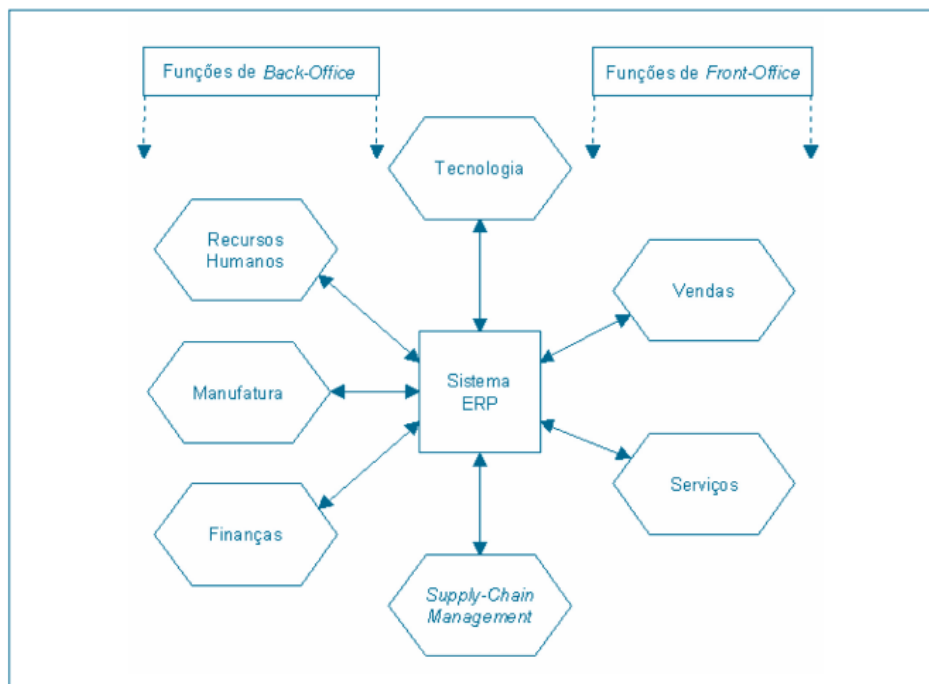 Funções de Back-Office
Funções de Front-Office
Tecnologia
Recursos
Humanos
Vendas
Manufatura
Sistema
ERP
Finanças
Serviços
Supply-Chain
Management